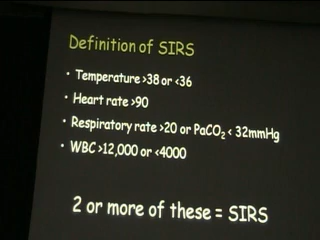 Definition of SIRS
• Temperature >38 or <36
• Heart rate >90
• Respiratory rate >20 or PaCO₂ < 32mmHg
• WBC >12,000 or <4000
2 or more of these = SIRS